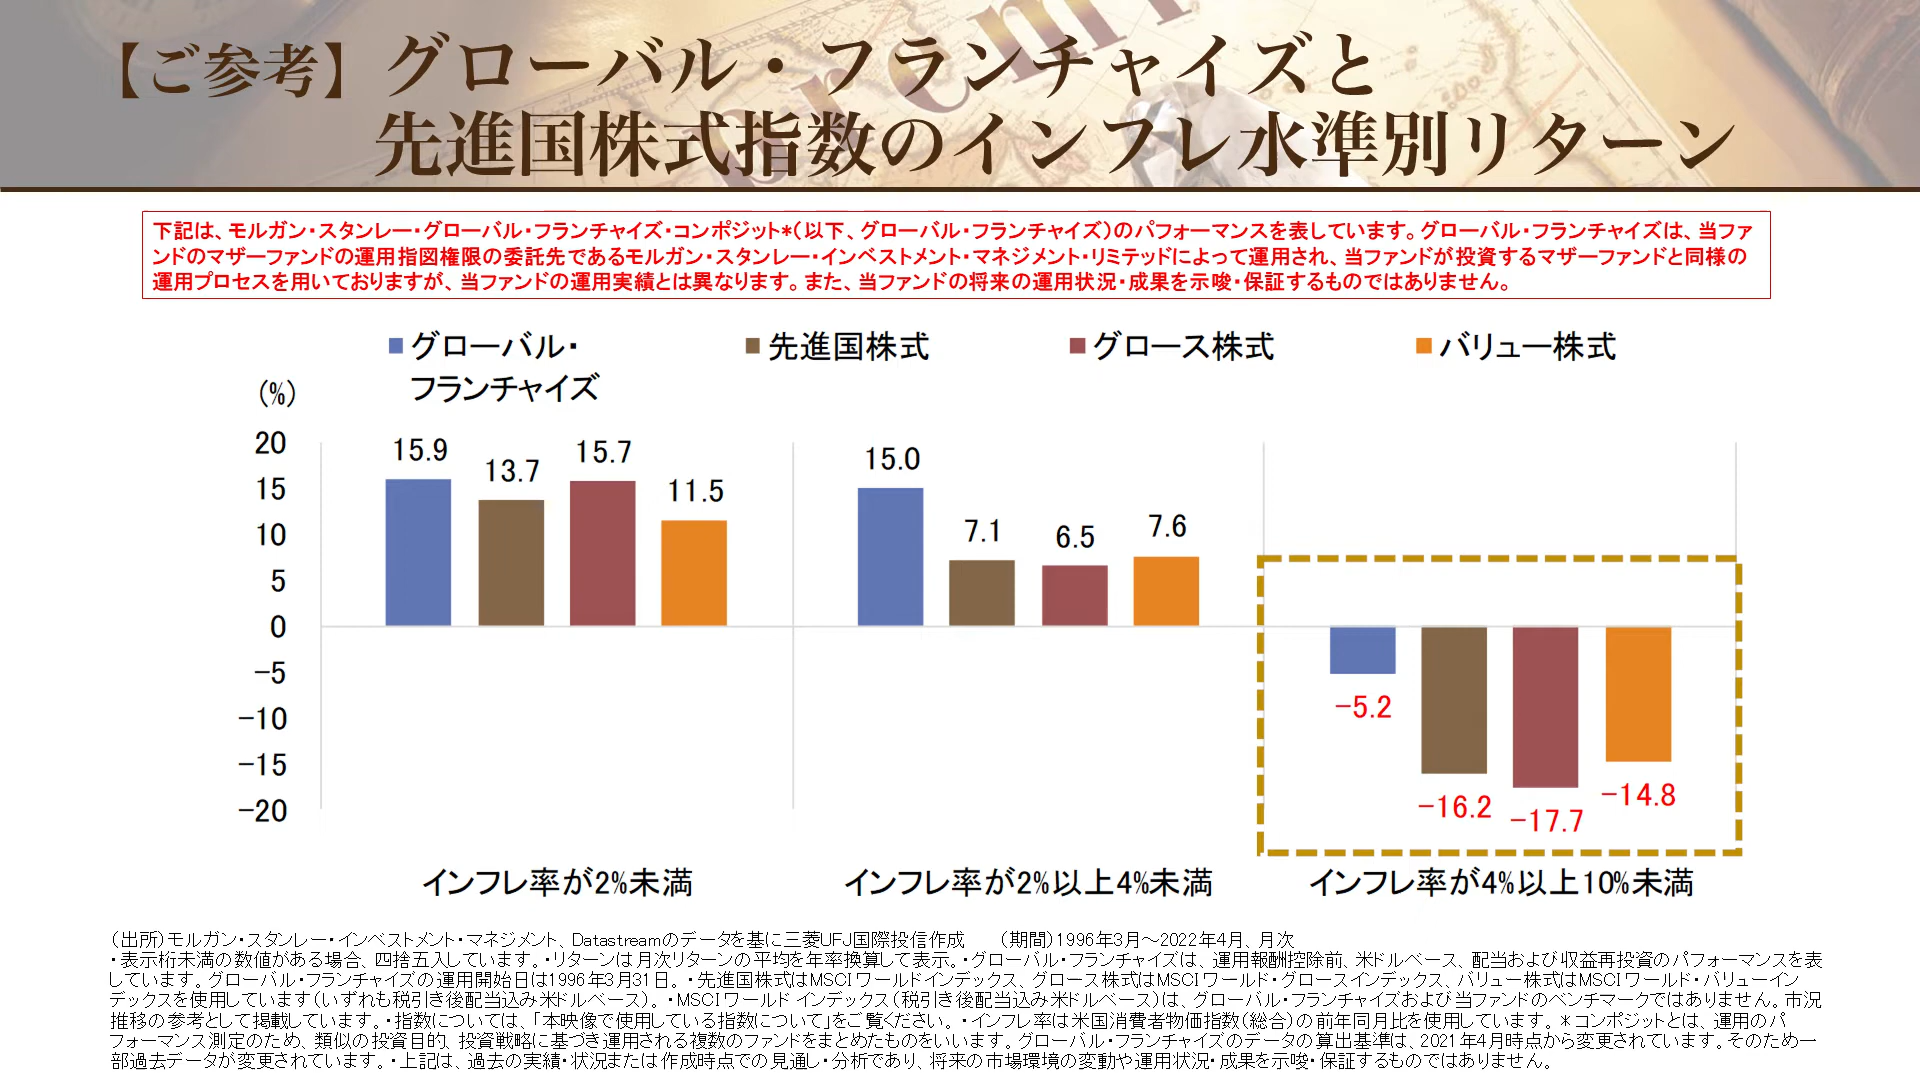 【ご参考】グローバル・フランチャイズと
先進国株式指数のインフレ水準別リターン
下記は、モルガン・スタンレー・グローバル・フランチャイズ・コンポジット*(以下、グローバル・フランチャイズ)のパフォーマンスを表しています。グローバル・フランチャイズは、当ファ
ンドのマザーファンドの運用指図権限の委託先であるモルガン・スタンレー・インベストメント・マネジメント・リミテッドによって運用され、当ファンドが投資するマザーファンドと同様の
運用プロセスを用いておりますが、当ファンドの運用実績とは異なります。また、当ファンドの将来の運用状況・成果を示唆・保証するものではありません。
グローバル・
フランチャイズ
先進国株式
グロース株式
バリュー株式
(%)
20
15
10
5
0
-5
-10
-15
-20
15.9
13.7
15.7
11.5
15.0
7.1
6.5
7.6
-5.2
-16.2
-17.7
-14.8
インフレ率が2%未満
インフレ率が2%以上4%未満
インフレ率が4%以上10%未満
(出所)モルガン・スタンレー・インベストメント・マネジメント、Datastreamのデータを基に三菱UFJ国際投信作成 (期間)1996年3月～2022年4月、月次
・表示桁未満の数値がある場合、四捨五入しています。・リターンは月次リターンの平均を年率換算して表示。・グローバル・フランチャイズは、運用報酬控除前、米ドルベース、配当および収益再投資のパフォーマンスを表
しています。グローバル・フランチャイズの運用開始日は1996年3月31日。・先進国株式はMSCIワールドインデックス、グロース株式はMSCIワールド・グロースインデックス、バリュー株式はMSCIワールド・バリューイン
デックスを使用しています(いずれも税引き後配当込み米ドルベース)。・MSCIワールド インデックス(税引き後配当込み米ドルベース)は、グローバル・フランチャイズおよび当ファンドのベンチマークではありません。市況
推移の参考として掲載しています。・指数については、「本映像で使用している指数について」をご覧ください。・インフレ率は米国消費者物価指数(総合)の前年同月比を使用しています。＊コンポジットとは、運用のパ
フォーマンス測定のため、類似の投資目的、投資戦略に基づき運用される複数のファンドをまとめたものをいいます。グローバル・フランチャイズのデータの算出基準は、2021年4月時点から変更されています。そのため一
部過去データが変更されています。・上記は、過去の実績・状況または作成時点での見通し・分析であり、将来の市場環境の変動や運用状況・成果を示唆・保証するものではありません。